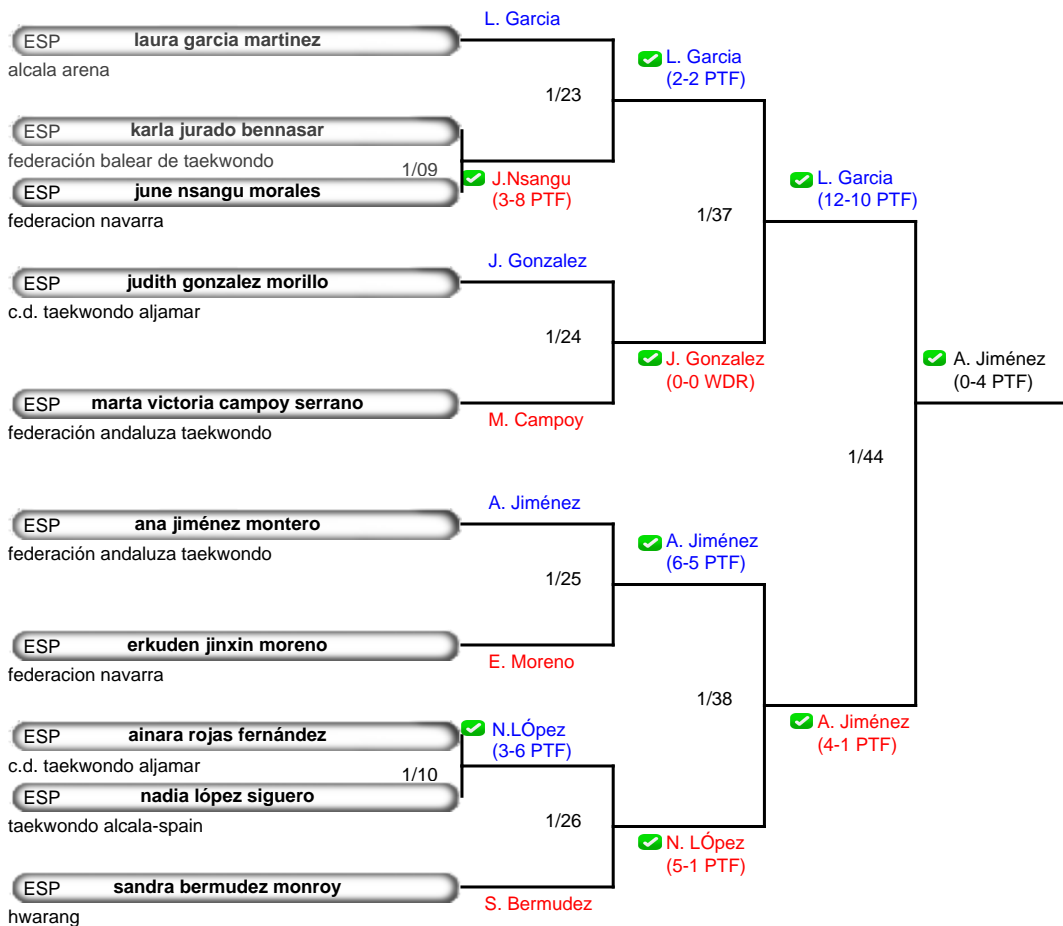 L. Garcia
ESP laura garcia martinez
alcala arena
L. Garcia
(2-2 PTF)
1/23
ESP karla jurado bennasar
federación balear de taekwondo
1/09
J.Nsangu
(3-8 PTF)
ESP june nsangu morales
federacion navarra
L. Garcia
(12-10 PTF)
1/37
J. Gonzalez
ESP judith gonzalez morillo
c.d. taekwondo aljamar
1/24
J. Gonzalez
(0-0 WDR)
A. Jiménez
(0-4 PTF)
ESP marta victoria campoy serrano
federación andaluza taekwondo
M. Campoy
1/44
A. Jiménez
ESP ana jiménez montero
federación andaluza taekwondo
A. Jiménez
(6-5 PTF)
1/25
ESP erkuden jinxin moreno
federacion navarra
E. Moreno
1/38
ESP ainara rojas fernández
c.d. taekwondo aljamar
N.LÓpez
(3-6 PTF)
A. Jiménez
(4-1 PTF)
1/10
ESP nadia lópez siguero
taekwondo alcala-spain
1/26
N. LÓpez
(5-1 PTF)
ESP sandra bermudez monroy
hwarang
S. Bermudez